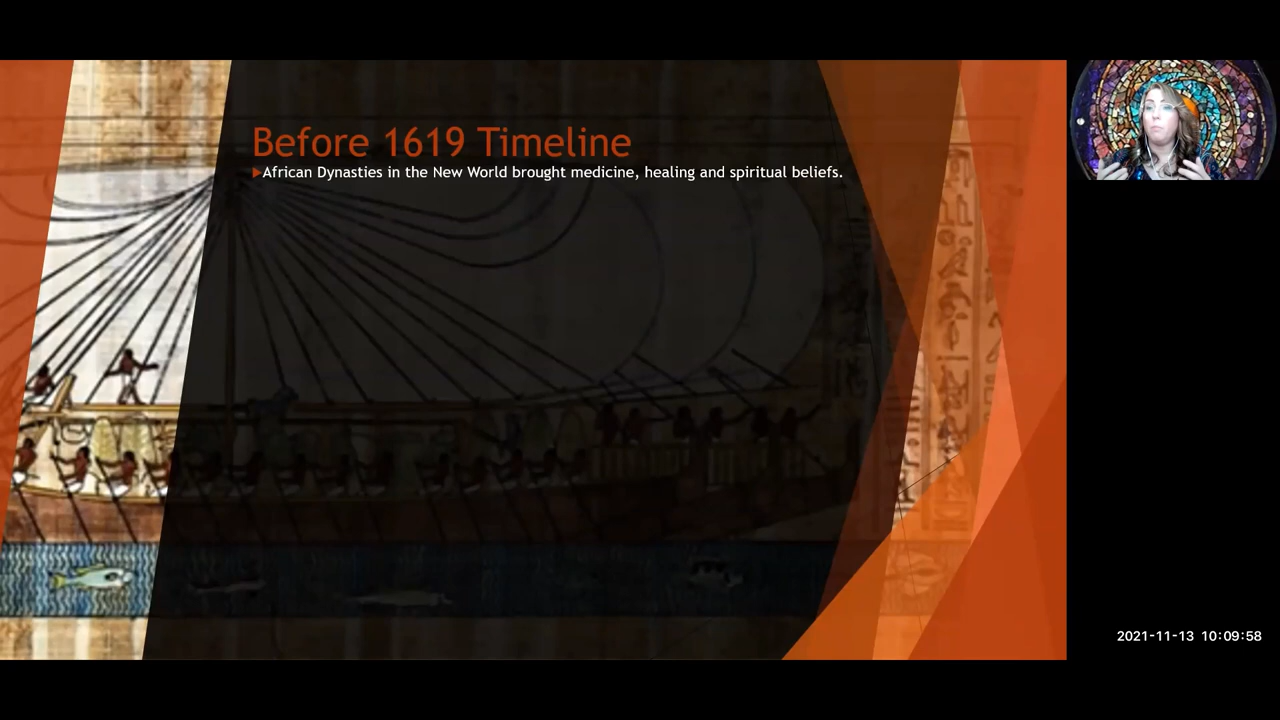 Before 1619 Timeline
African Dynasties in the New World brought medicine, healing and spiritual beliefs.
2021-11-13 10:09:58